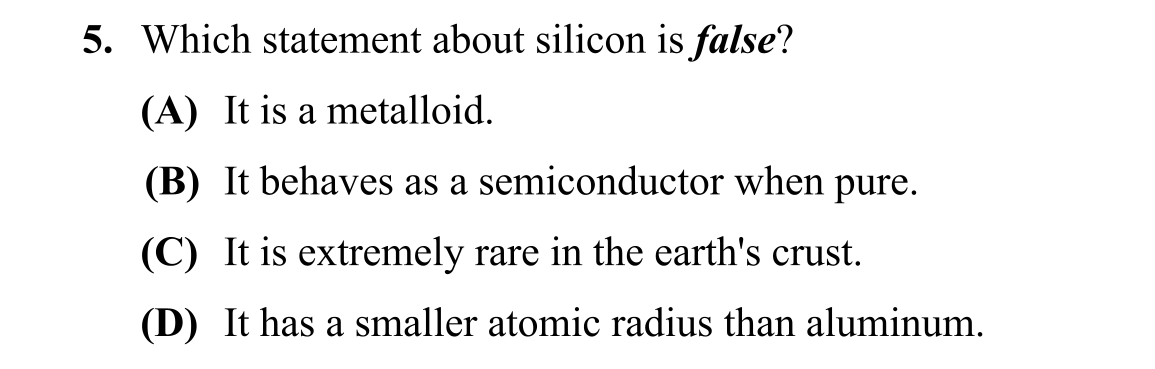 5. Which statement about silicon is false?
(A) It is a metalloid.
(B) It behaves as a semiconductor when pure.
(C) It is extremely rare in the earth's crust.
(D) It has a smaller atomic radius than aluminum.